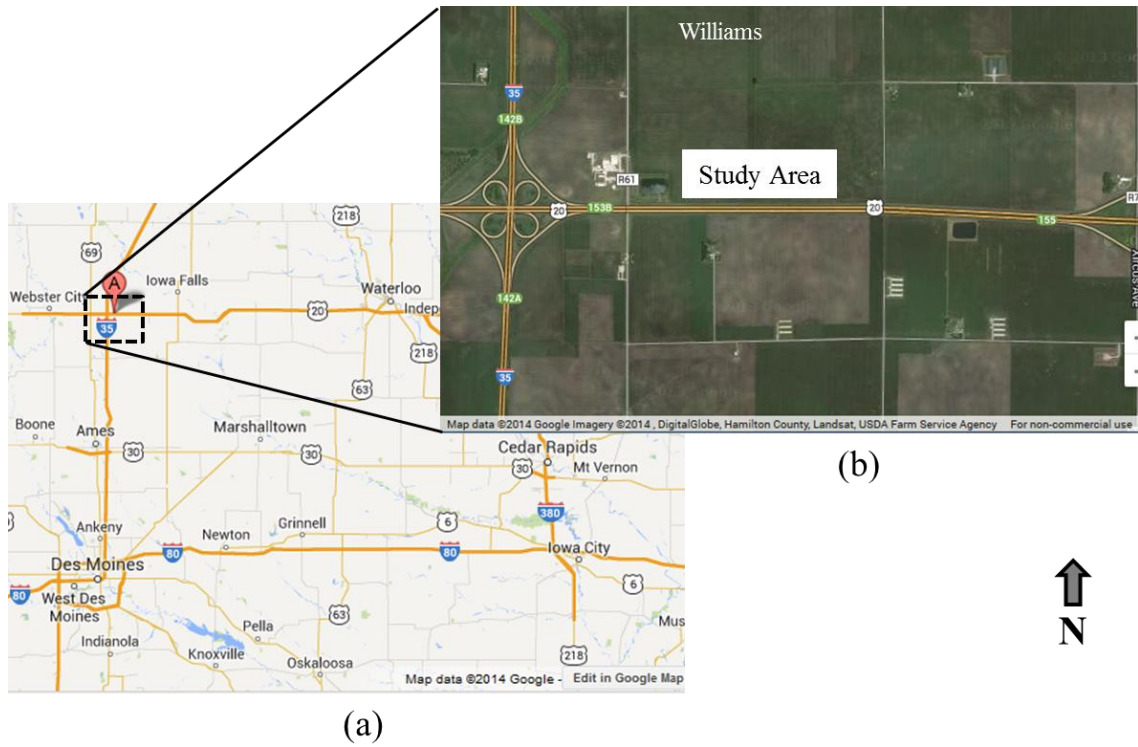 Williams
35
142B
R61
Study Area
20
153B
20
155
R7
Airbus Ave
142A
35
Map data ©2014 Google Imagery ©2014 , DigitalGlobe, Hamilton County, Landsat, USDA Farm Service Agency
For non-commercial use
(b)
218
69
A
Iowa Falls
Webster City
Waterloo
20
Indepe
35
218
63
Boone
Ames
Marshalltown
30
30
Cedar Rapids
30
Mt Vernon
380
Ankeny
Newton
Grinnell
6
80
80
Iowa City
Des Moines
80
West Des
Moines
6
63
Pella
Mus
Indianola
Knoxville
Oskaloosa
218
Map data ©2014 Google -
Edit in Google Map
N
(a)